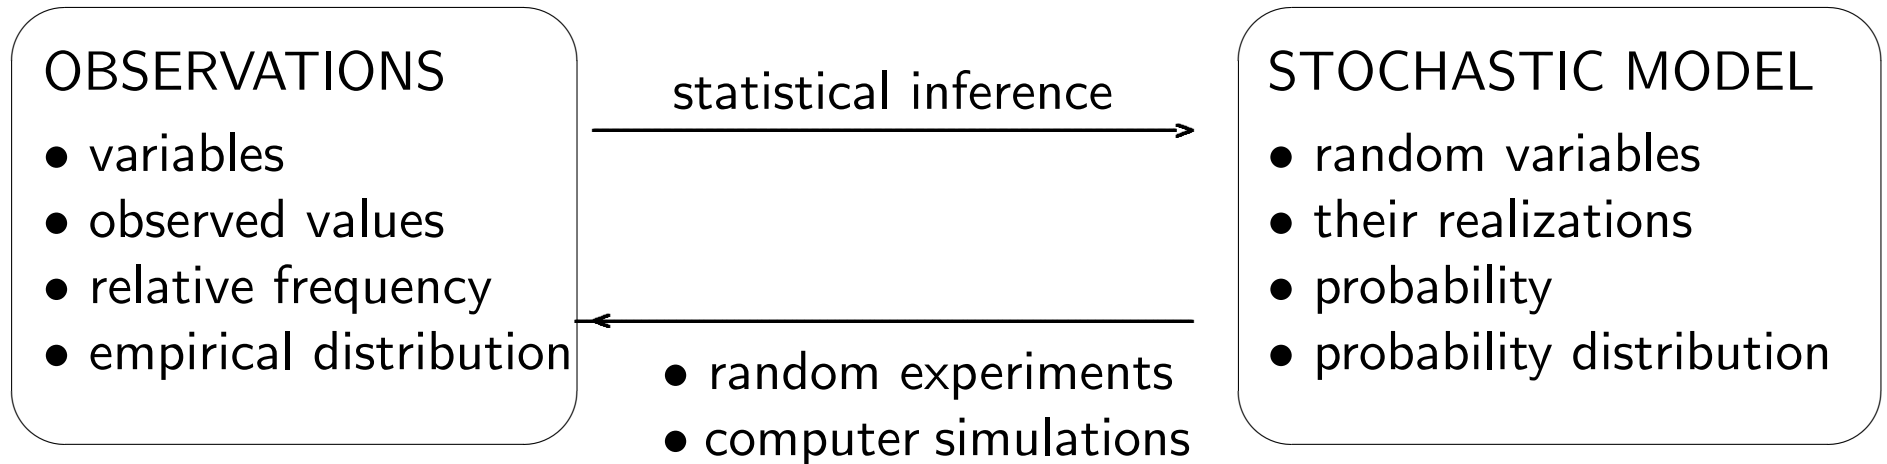 OBSERVATIONS
• variables
• observed values
• relative frequency
• empirical distribution
statistical inference
• random experiments
• computer simulations
STOCHASTIC MODEL
• random variables
• their realizations
• probability
• probability distribution